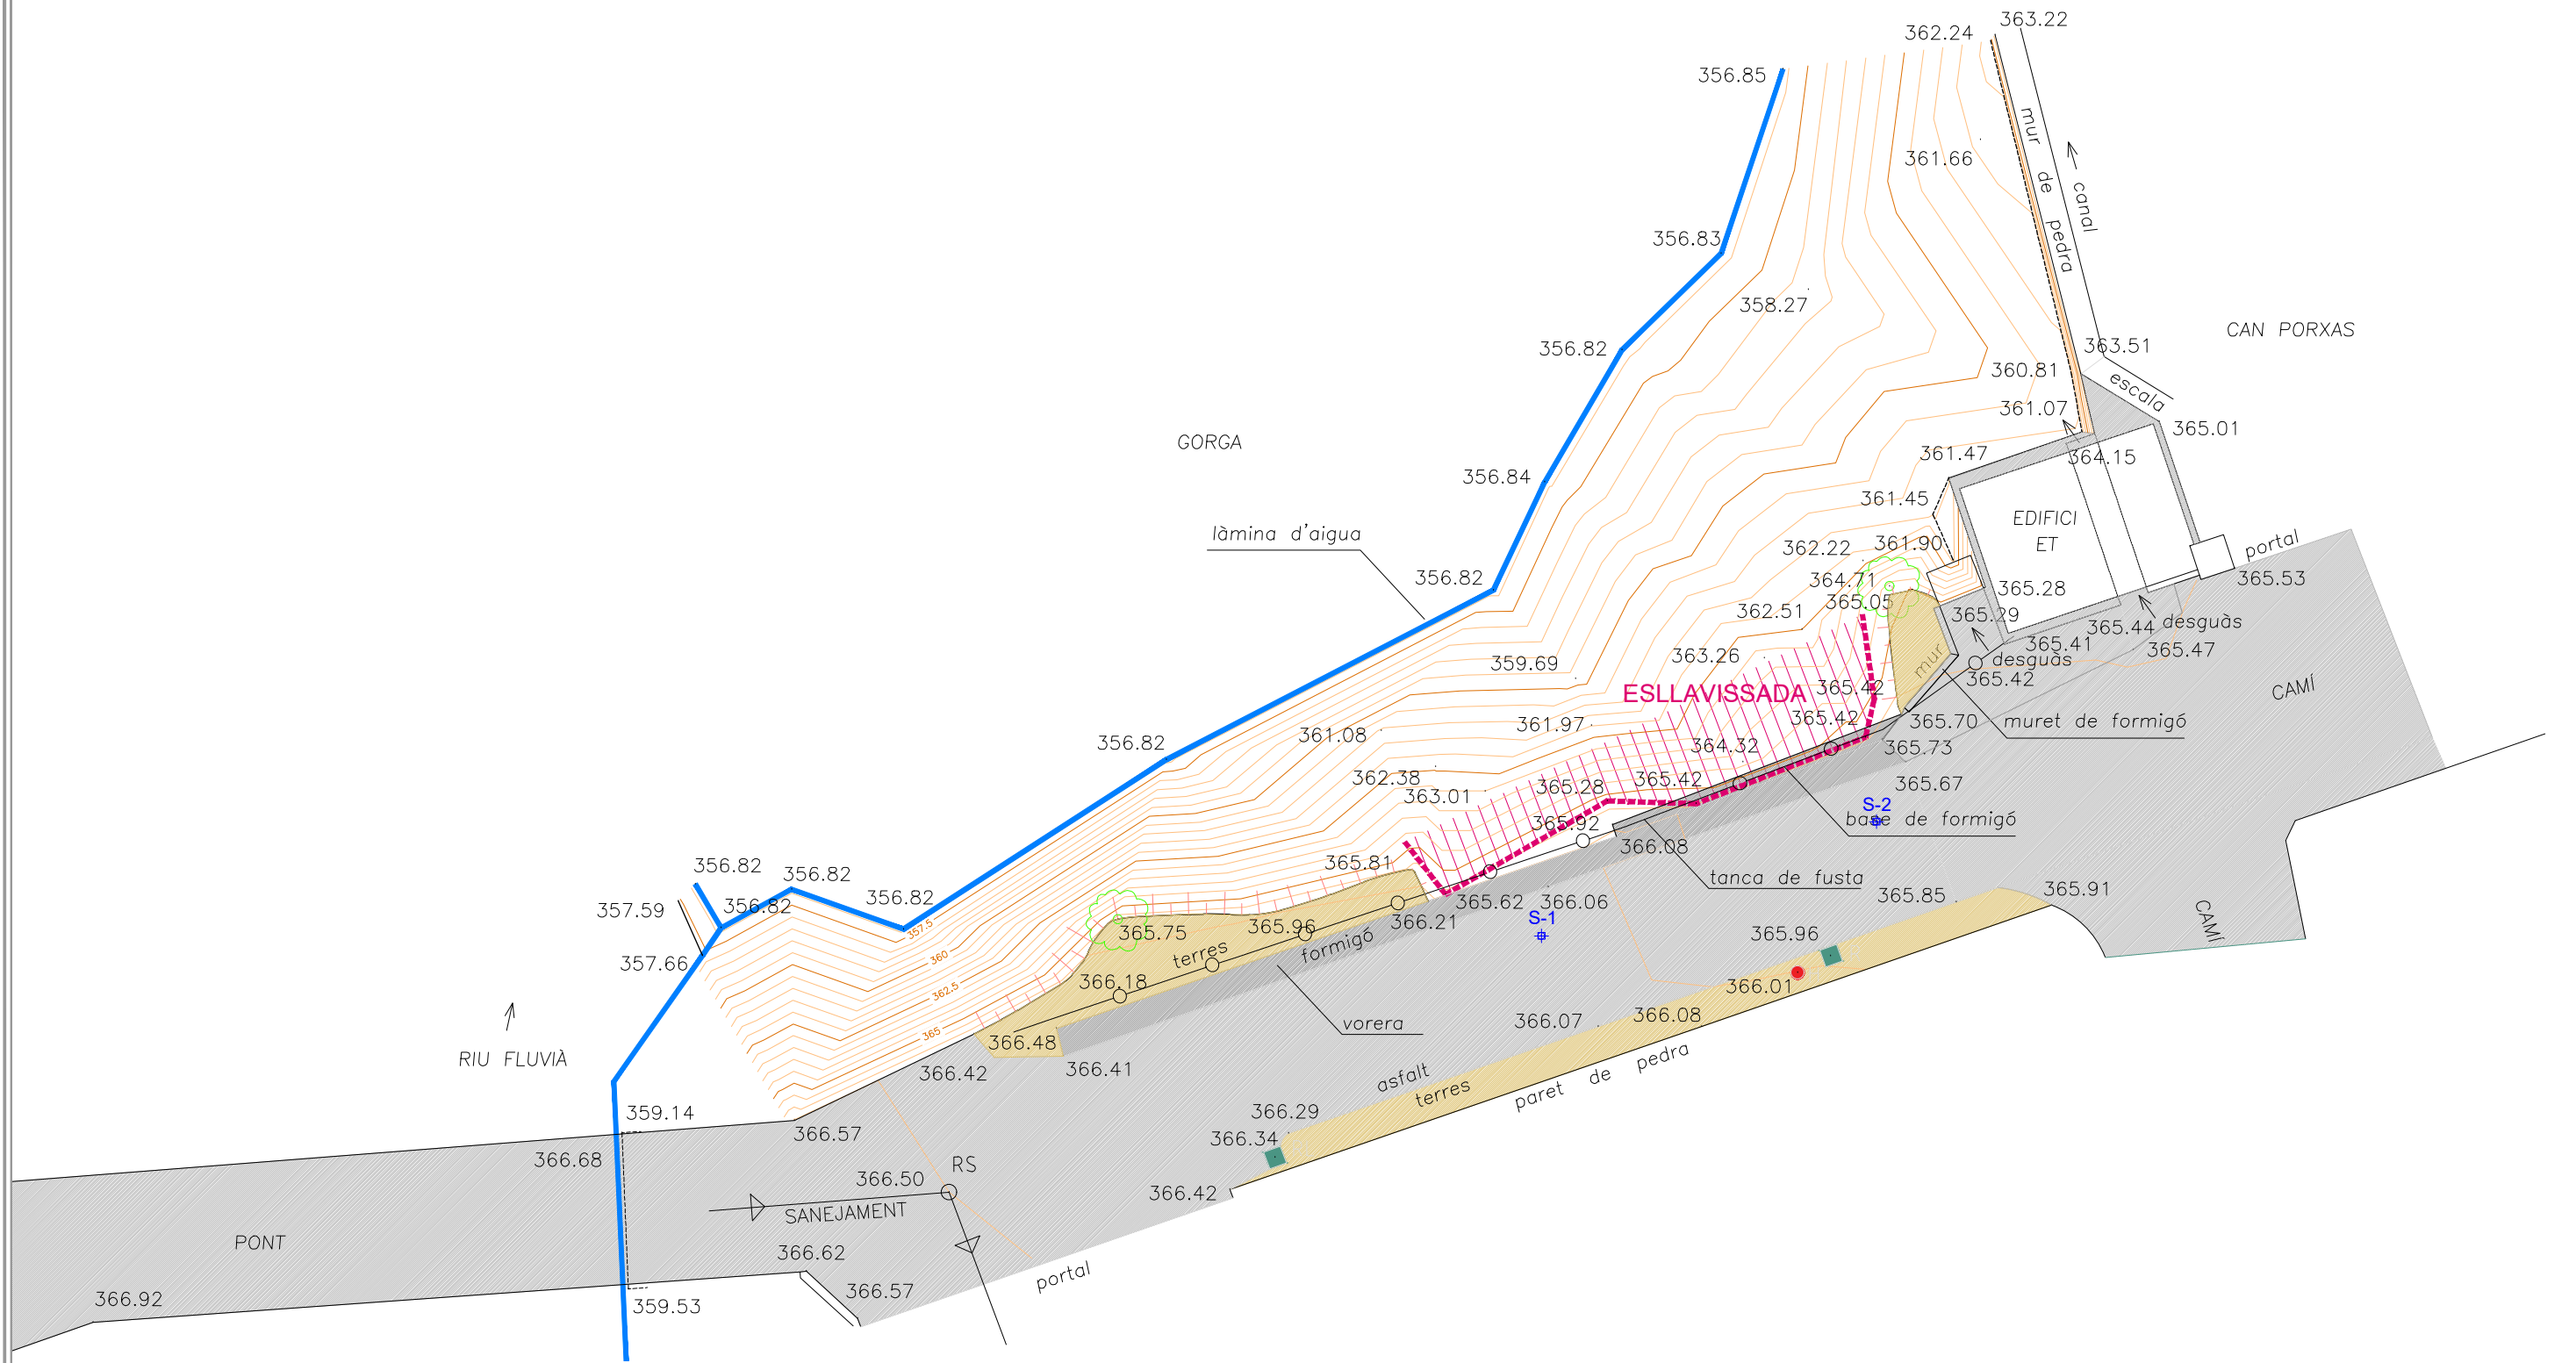 363.22
362.24
356.85
mur de pedra
canal
361.66
356.83
358.27
CAN PORXAS
363.51
356.82
360.81
escala
361.07
365.01
GORGA
361.47
364.15
356.84
361.45
EDIFICI
ET
làmina d'aigua
361.90
362.22
portal
356.82
364.71
365.28
365.53
365.05
362.51
365.29
365.44
desguàs
365.41
365.47
359.69
363.26
mur
desguàs
365.42
ESLLAVISSADA
365.42
CAMÍ
361.08
361.97
365.42
365.70
muret de formigó
356.82
364.32
365.73
362.38
365.28
365.42
365.67
363.01
S-2
base de formigó
365.92
366.08
365.81
tanca de fusta
356.82
356.82
356.82
356.82
357.59
365.62
366.06
365.85
365.91
366.21
S-1
365.75
365.96
CAMÍ
357.5
terres
formigó
365.96
360
357.66
366.18
366.01
362.5
366.07
366.08
vorera
365
366.48
RIU FLUVIÀ
366.42
366.41
asfalt
terres
paret de pedra
359.14
366.29
366.57
366.34
366.68
RS
366.50
366.42
SANEJAMENT
PONT
366.62
portal
366.57
366.92
359.53